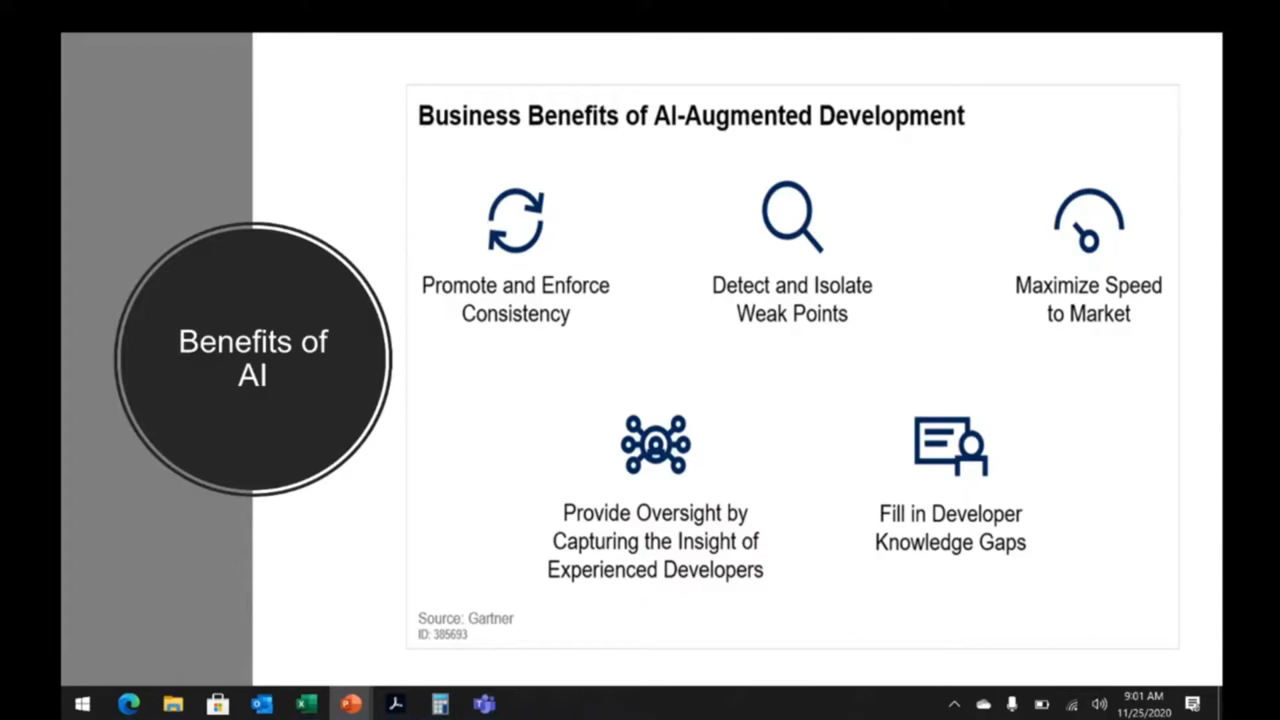 Business Benefits of AI-Augmented Development
Promote and Enforce
Consistency
Detect and Isolate
Weak Points
Maximize Speed
to Market
Benefits of
AI
Provide Oversight by
Capturing the Insight of
Experienced Developers
Fill in Developer
Knowledge Gaps
Source: Gartner
ID: 385693
9:01 AM
11/25/2020